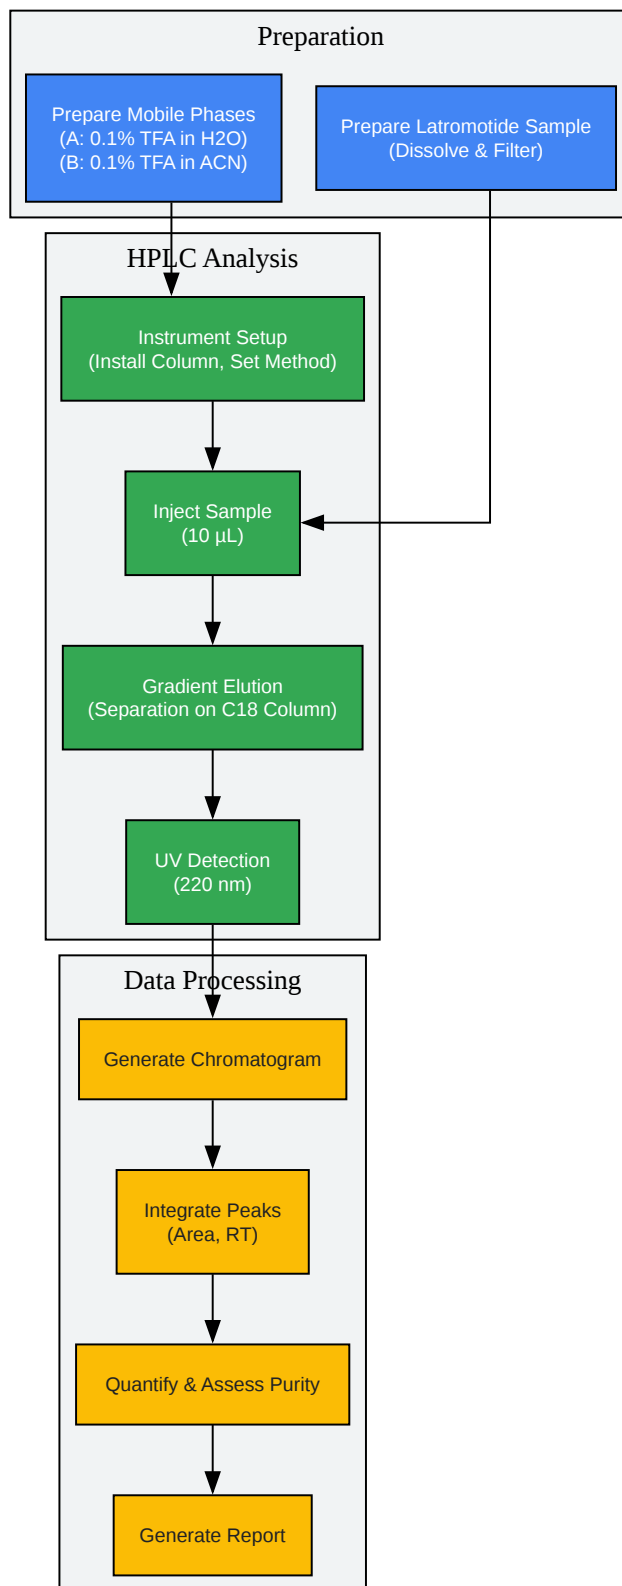 Preparation
Prepare Mobile Phases
(A: 0.1% TFA in H2O)
(B: 0.1% TFA in ACN)
Prepare Latromotide Sample
(Dissolve & Filter)
HPLC Analysis
Instrument Setup
(Install Column, Set Method)
Inject Sample
(10 µL)
Gradient Elution
(Separation on C18 Column)
UV Detection
(220 nm)
Data Processing
Generate Chromatogram
Integrate Peaks
(Area, RT)
Quantify & Assess Purity
Generate Report